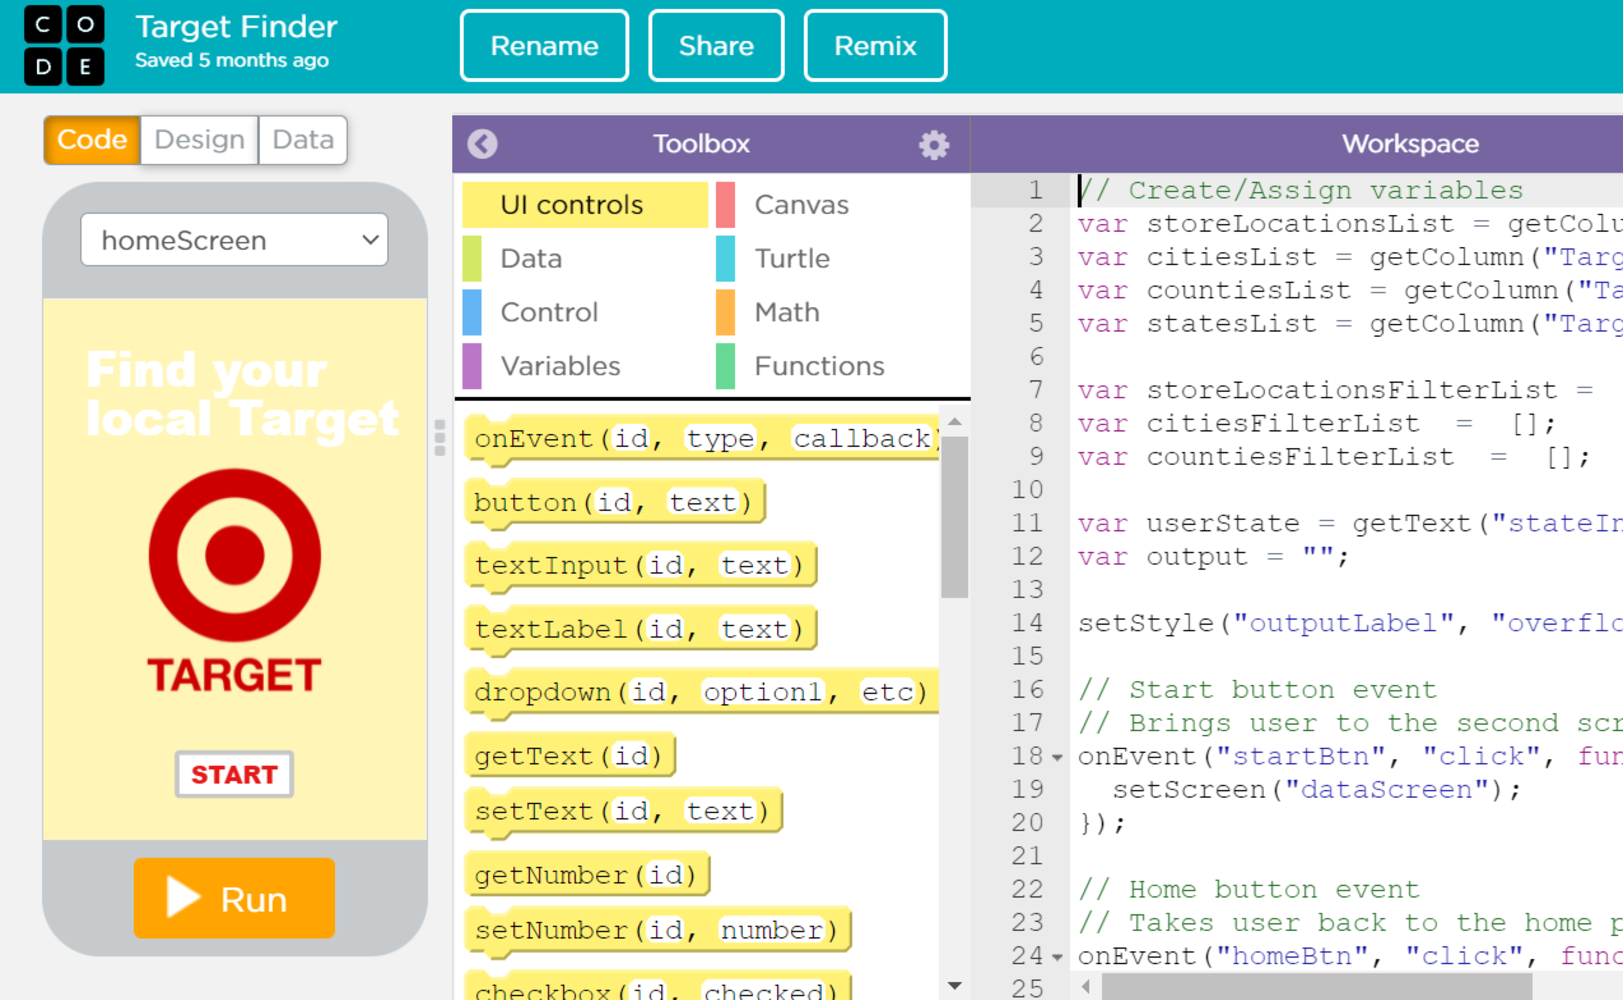 C O
D E
Target Finder
Saved 5 months ago
Rename
Share
Remix
Code
Design
Data
homeScreen
Find your
local Target
TARGET
START
Run
Toolbox
UI controls
Canvas
Data
Turtle
Control
Math
Variables
Functions
onEvent(id, type, callback)
button(id, text)
textInput(id, text)
textLabel(id, text)
dropdown(id, option1, etc)
getText(id)
setText(id, text)
getNumber(id)
setNumber(id, number)
checkbox(id, checked)
Workspace
1 // Create/Assign variables
2 var storeLocationsList = getColu
3 var citiesList = getColumn("Targ
4 var countiesList = getColumn("Ta
5 var statesList = getColumn("Targ
6
7 var storeLocationsFilterList =
8 var citiesFilterList = [];
9 var countiesFilterList = [];
10
11 var userState = getText("stateIn
12 var output = "";
13
14 setStyle("outputLabel", "overflo
15
16 // Start button event
17 // Brings user to the second scr
18 onEvent("startBtn", "click", fun
19 setScreen("dataScreen");
20 });
21
22 // Home button event
23 // Takes user back to the home p
24 onEvent("homeBtn", "click", func
25